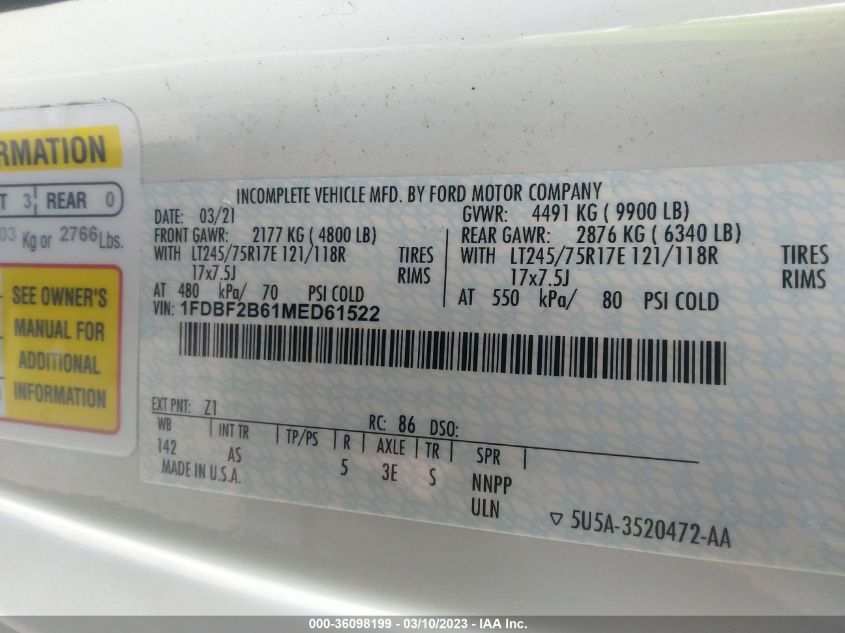 RMATION
T 3 REAR 0
03 Kg or 2766 Lbs.
SEE OWNER'S
MANUAL FOR
ADDITIONAL
INFORMATION
INCOMPLETE VEHICLE MFD. BY FORD MOTOR COMPANY
DATE: 03/21 GVWR: 4491 KG ( 9900 LB)
FRONT GAWR: 2177 KG ( 4800 LB) REAR GAWR: 2876 KG ( 6340 LB)
WITH LT245/75R17E 121/118R TIRES WITH LT245/75R17E 121/118R TIRES
17x7.5J RIMS 17x7.5J RIMS
AT 480 kPa/ 70 PSI COLD AT 550 kPa/ 80 PSI COLD
VIN: 1FDBF2B61MED61522
EXT PNT: Z1 RC: 86 DSO:
WB INT TR TP/PS R AXLE TR SPR
142 AS 5 3E S NNPP
MADE IN U.S.A. ULN
5U5A-3520472-AA
000-36098199 - 03/10/2023 - IAA Inc.